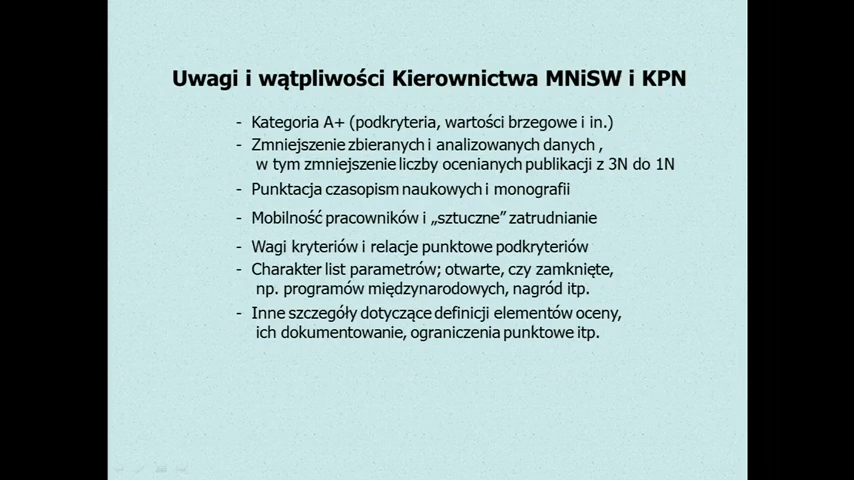 Uwagi i wątpliwości Kierownictwa MNiSW i KPN
- Kategoria A+ (podkryteria, wartości brzegowe i in.)
- Zmniejszenie zbieranych i analizowanych danych ,
w tym zmniejszenie liczby ocenianych publikacji z 3N do 1N
- Punktacja czasopism naukowych i monografii
- Mobilność pracowników i „sztuczne” zatrudnianie
- Wagi kryteriów i relacje punktowe podkryteriów
- Charakter list parametrów; otwarte, czy zamknięte,
np. programów międzynarodowych, nagród itp.
- Inne szczegóły dotyczące definicji elementów oceny,
ich dokumentowanie, ograniczenia punktowe itp.